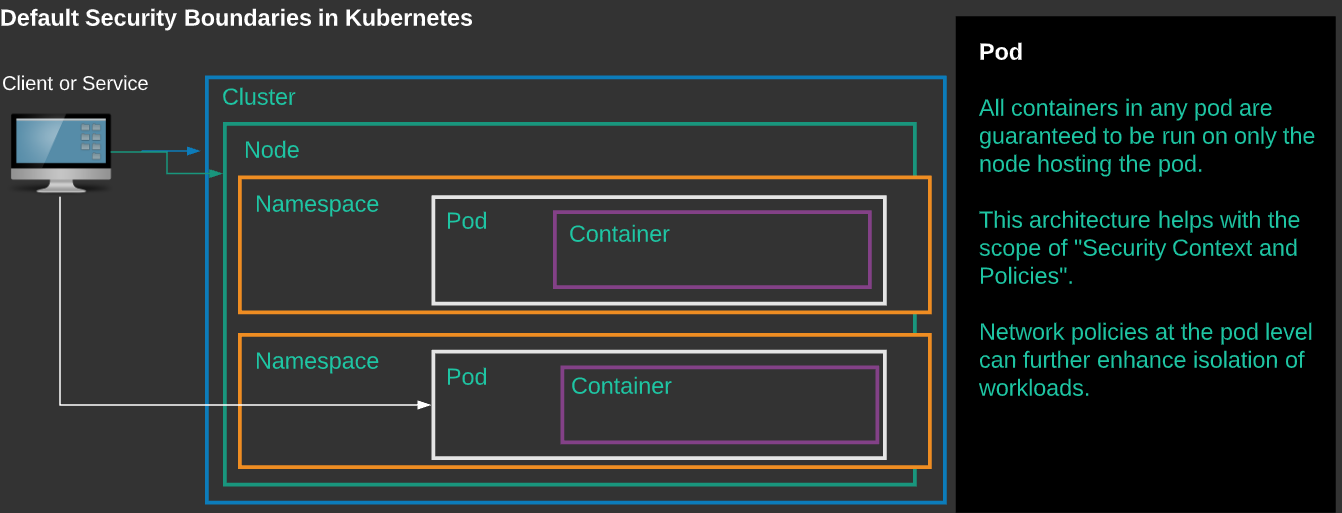 Default Security Boundaries in Kubernetes
Client or Service
Cluster
Node
Namespace
Pod
Container
Namespace
Pod
Container
Pod
All containers in any pod are
guaranteed to be run on only the
node hosting the pod.
This architecture helps with the
scope of "Security Context and
Policies".
Network policies at the pod level
can further enhance isolation of
workloads.